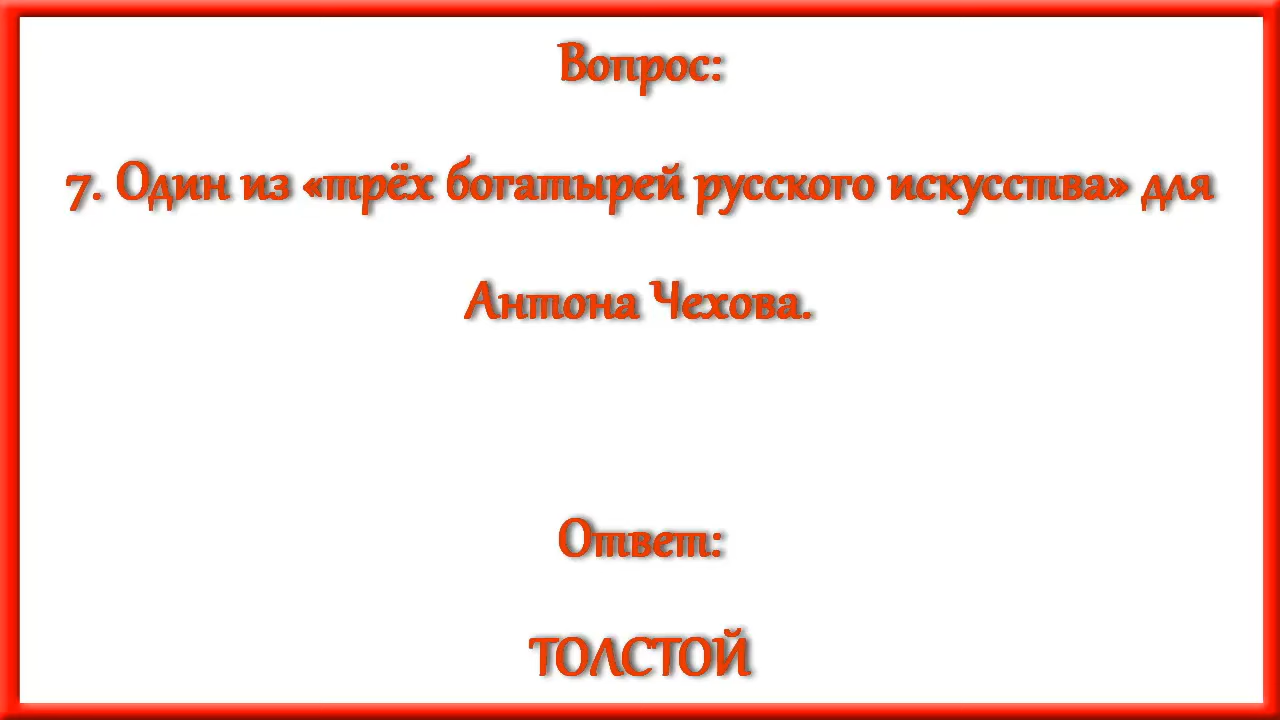 Вопрос:
7. Один из «трёх богатырей русского искусства» для
Антона Чехова.
Ответ:
ТОЛСТОЙ